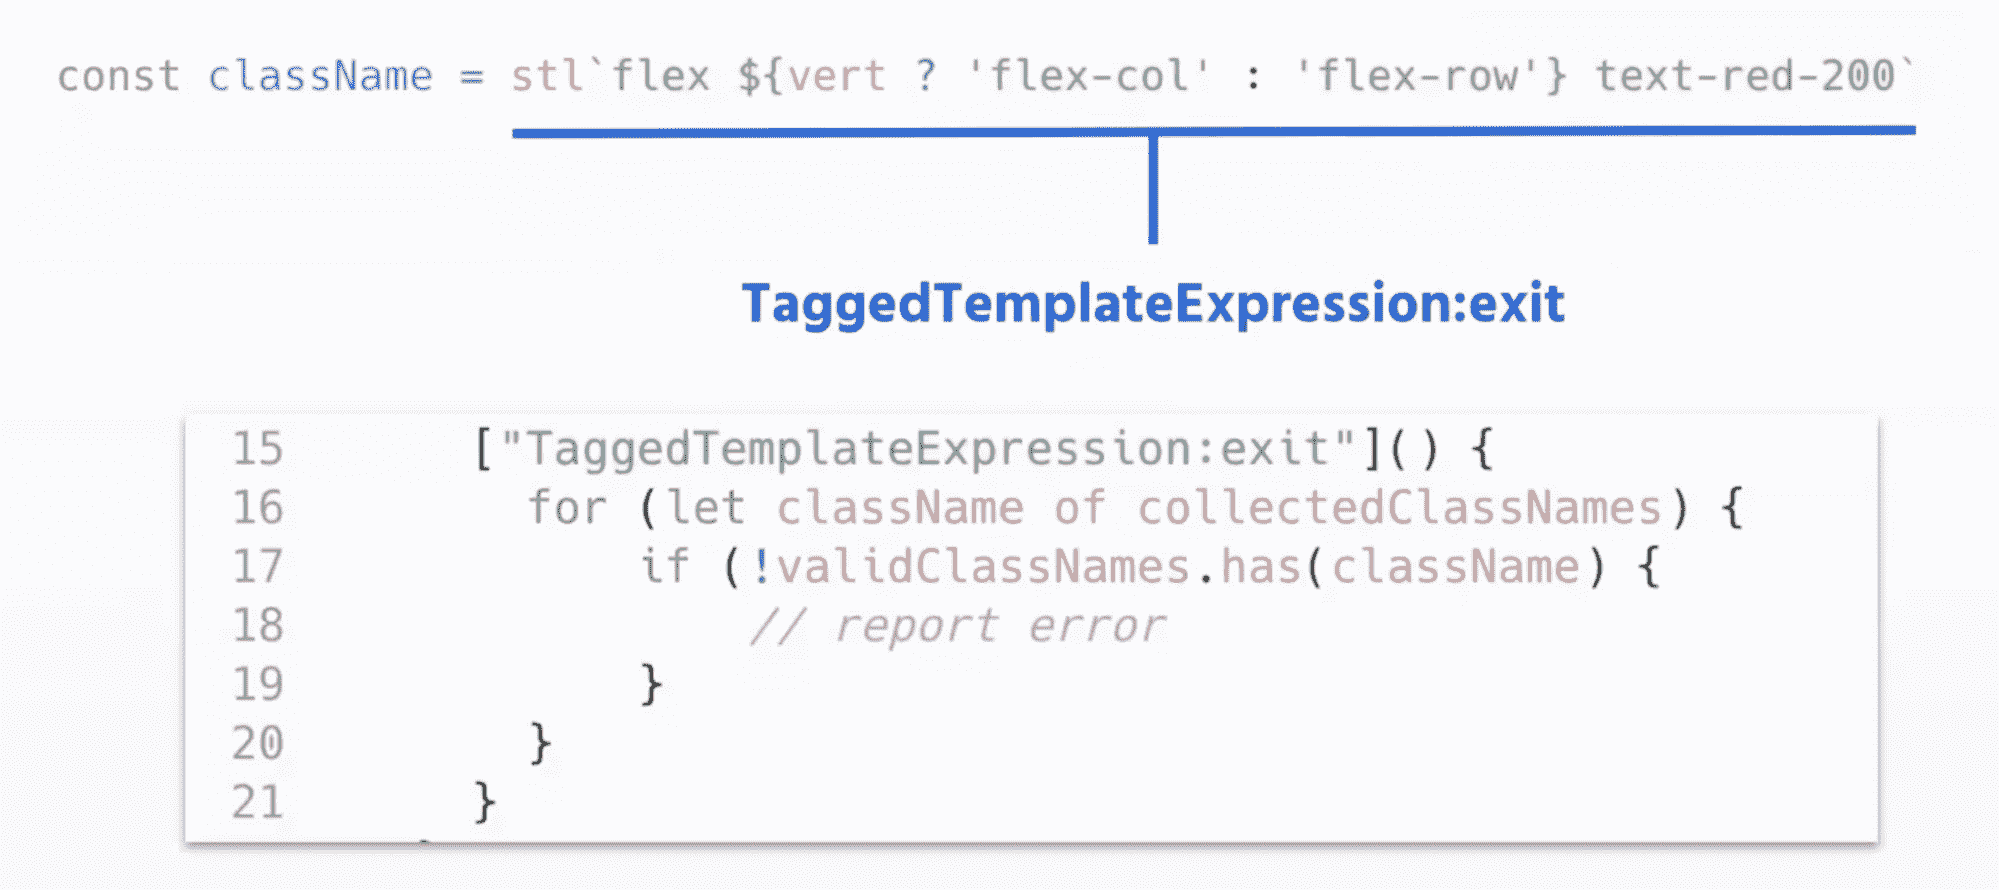 const className = stl`flex ${vert ? 'flex-col' : 'flex-row'} text-red-200`
TaggedTemplateExpression:exit
15 ["TaggedTemplateExpression:exit"]() {
16 for (let className of collectedClassNames) {
17 if (!validClassNames.has(className) {
18 // report error
19 }
20 }
21 }